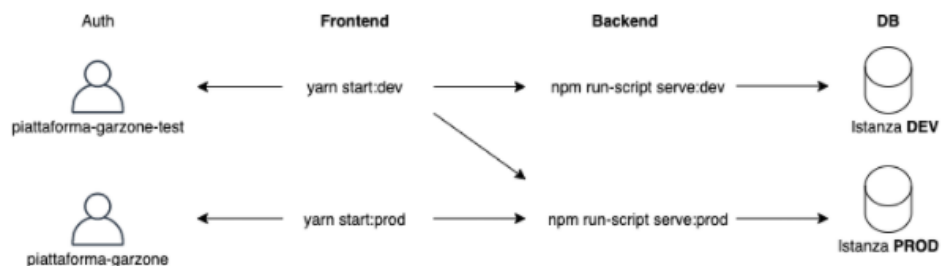 Auth Frontend Backend DB
yarn start:dev npm run-script serve:dev
piattaforma-garzone-test Istanza DEV
yarn start:prod npm run-script serve:prod
piattaforma-garzone Istanza PROD